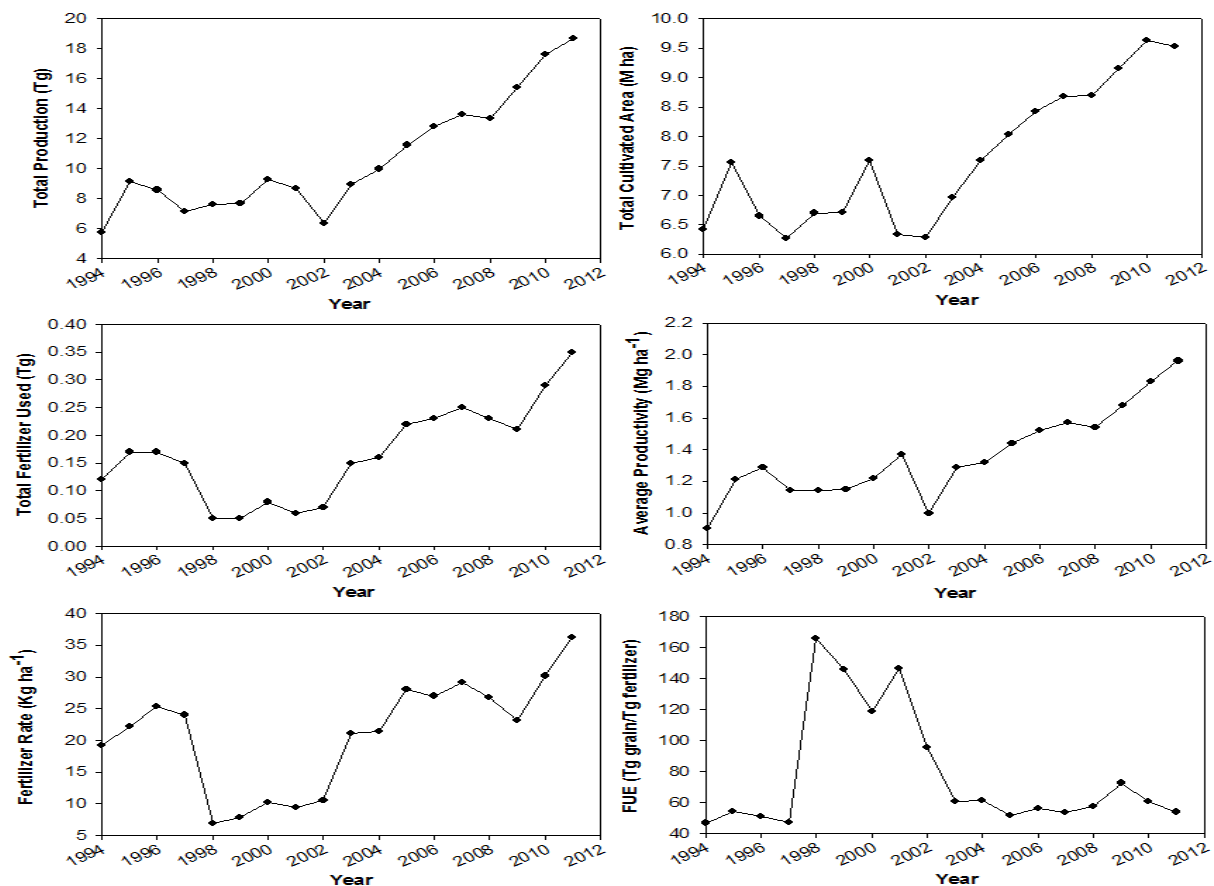 Total Production (Tg)
20
18
16
14
12
10
8
6
4
1994 1996 1998 2000 2002 2004 2006 2008 2010 2012
Year
Total Cultivated Area (M ha)
10.0
9.5
9.0
8.5
8.0
7.5
7.0
6.5
6.0
1994 1996 1998 2000 2002 2004 2006 2008 2010 2012
Year
Total Fertilizer Used (Tg)
0.40
0.35
0.30
0.25
0.20
0.15
0.10
0.05
0.00
1994 1996 1998 2000 2002 2004 2006 2008 2010 2012
Year
Average Productivity (Mg ha-1)
2.2
2.0
1.8
1.6
1.4
1.2
1.0
0.8
1994 1996 1998 2000 2002 2004 2006 2008 2010 2012
Year
Fertilizer Rate (Kg ha-1)
40
35
30
25
20
15
10
5
1994 1996 1998 2000 2002 2004 2006 2008 2010 2012
Year
FUE (Tg grain/Tg fertilizer)
180
160
140
120
100
80
60
40
1994 1996 1998 2000 2002 2004 2006 2008 2010 2012
Year